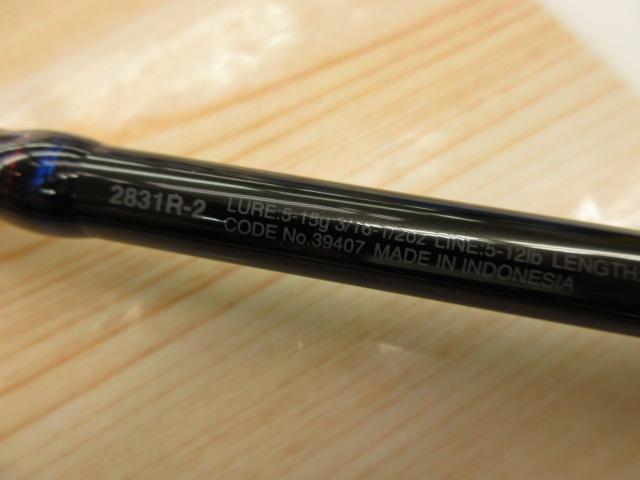 2831R-2
LURE:5-15g 3/16-1/2oz LINE:5-12lb LENGTH:
CODE No.39407 MADE IN INDONESIA